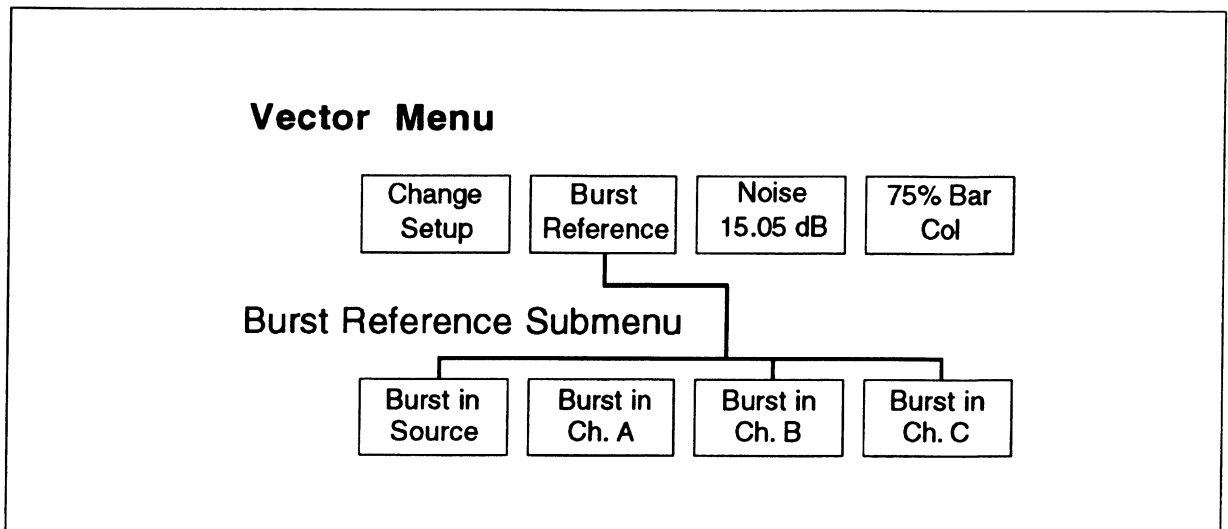 Vector Menu
Change
Setup
Burst
Reference
Noise
15.05 dB
75% Bar
Col
Burst Reference Submenu
Burst in
Source
Burst in
Ch. A
Burst in
Ch. B
Burst in
Ch. C